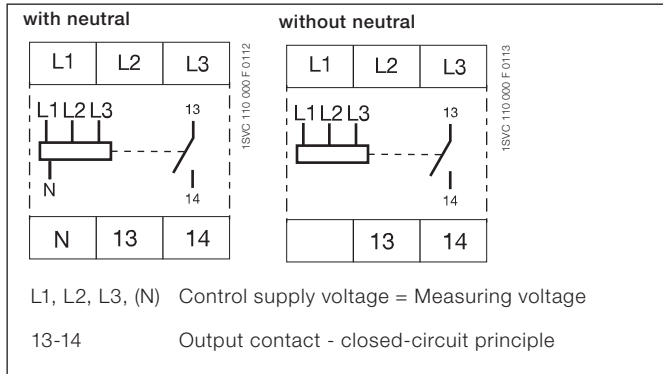 with neutral
without neutral
L1 L2 L3
L1 L2 L3
1SVC 110 000 F 0112
1SVC 110 000 F 0113
L1 L2 L3
13
L1 L2 L3
13
N
14
14
N 13 14
13 14
L1, L2, L3, (N) Control supply voltage = Measuring voltage
13-14 Output contact - closed-circuit principle